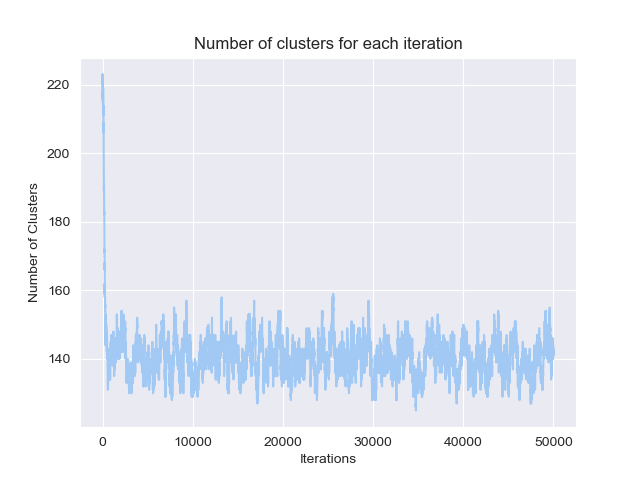 Number of clusters for each iteration
220
200
180
160
140
Number of Clusters
0 10000 20000 30000 40000 50000
Iterations